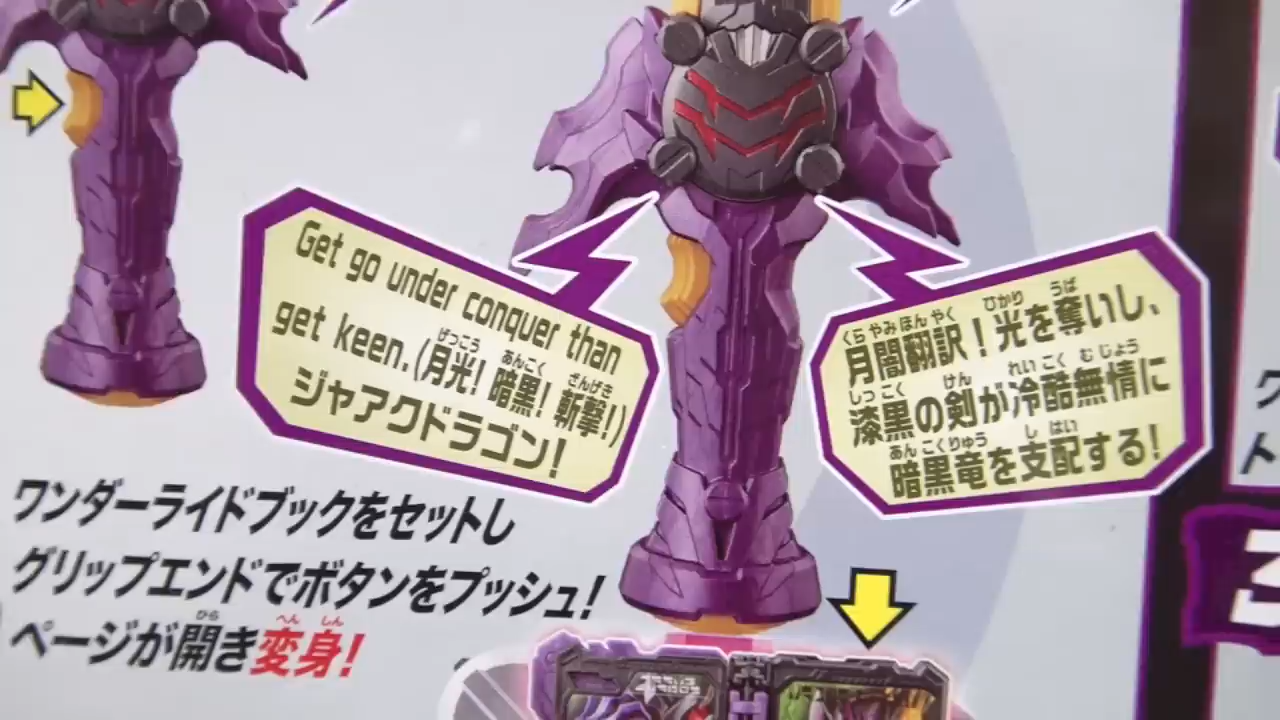 Get go under conquer than
get keen.(月光! 暗黒! 斬撃!)
ジャアクドラゴン!
月闇翻訳!光を奪いし、
漆黒の剣が冷酷無情に
暗黒竜を支配する!
ワンダーライドブックをセットし
グリップエンドでボタンをプッシュ!
ページが開き変身!